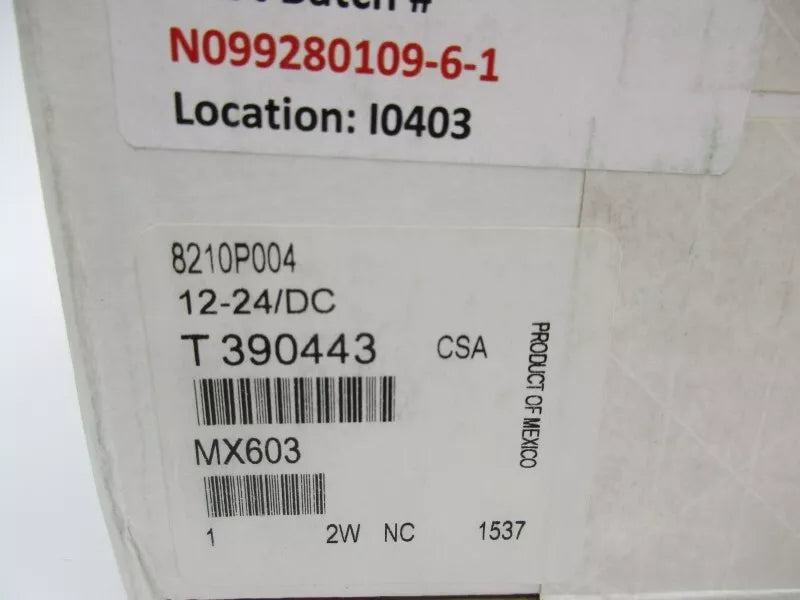 Batch #
N099280109-6-1
Location: I0403
8210P004
12-24/DC
T 390443 CSA
PRODUCT OF MEXICO
MX603
1 2W NC 1537